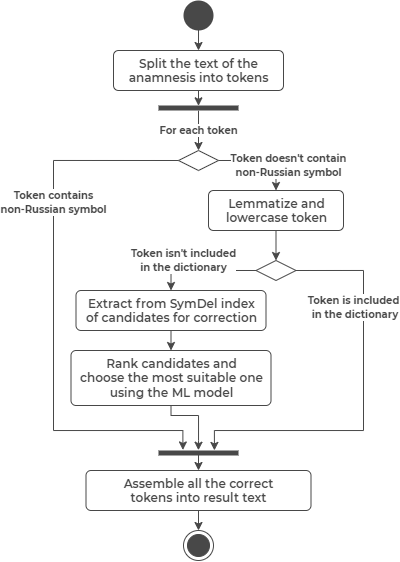 Split the text of the
anamnesis into tokens
For each token
Token doesn't contain
non-Russian symbol
Token contains
non-Russian symbol
Lemmatize and
lowercase token
Token isn't included
in the dictionary
Token is included
in the dictionary
Extract from SymDel index
of candidates for correction
Rank candidates and
choose the most suitable one
using the ML model
Assemble all the correct
tokens into result text